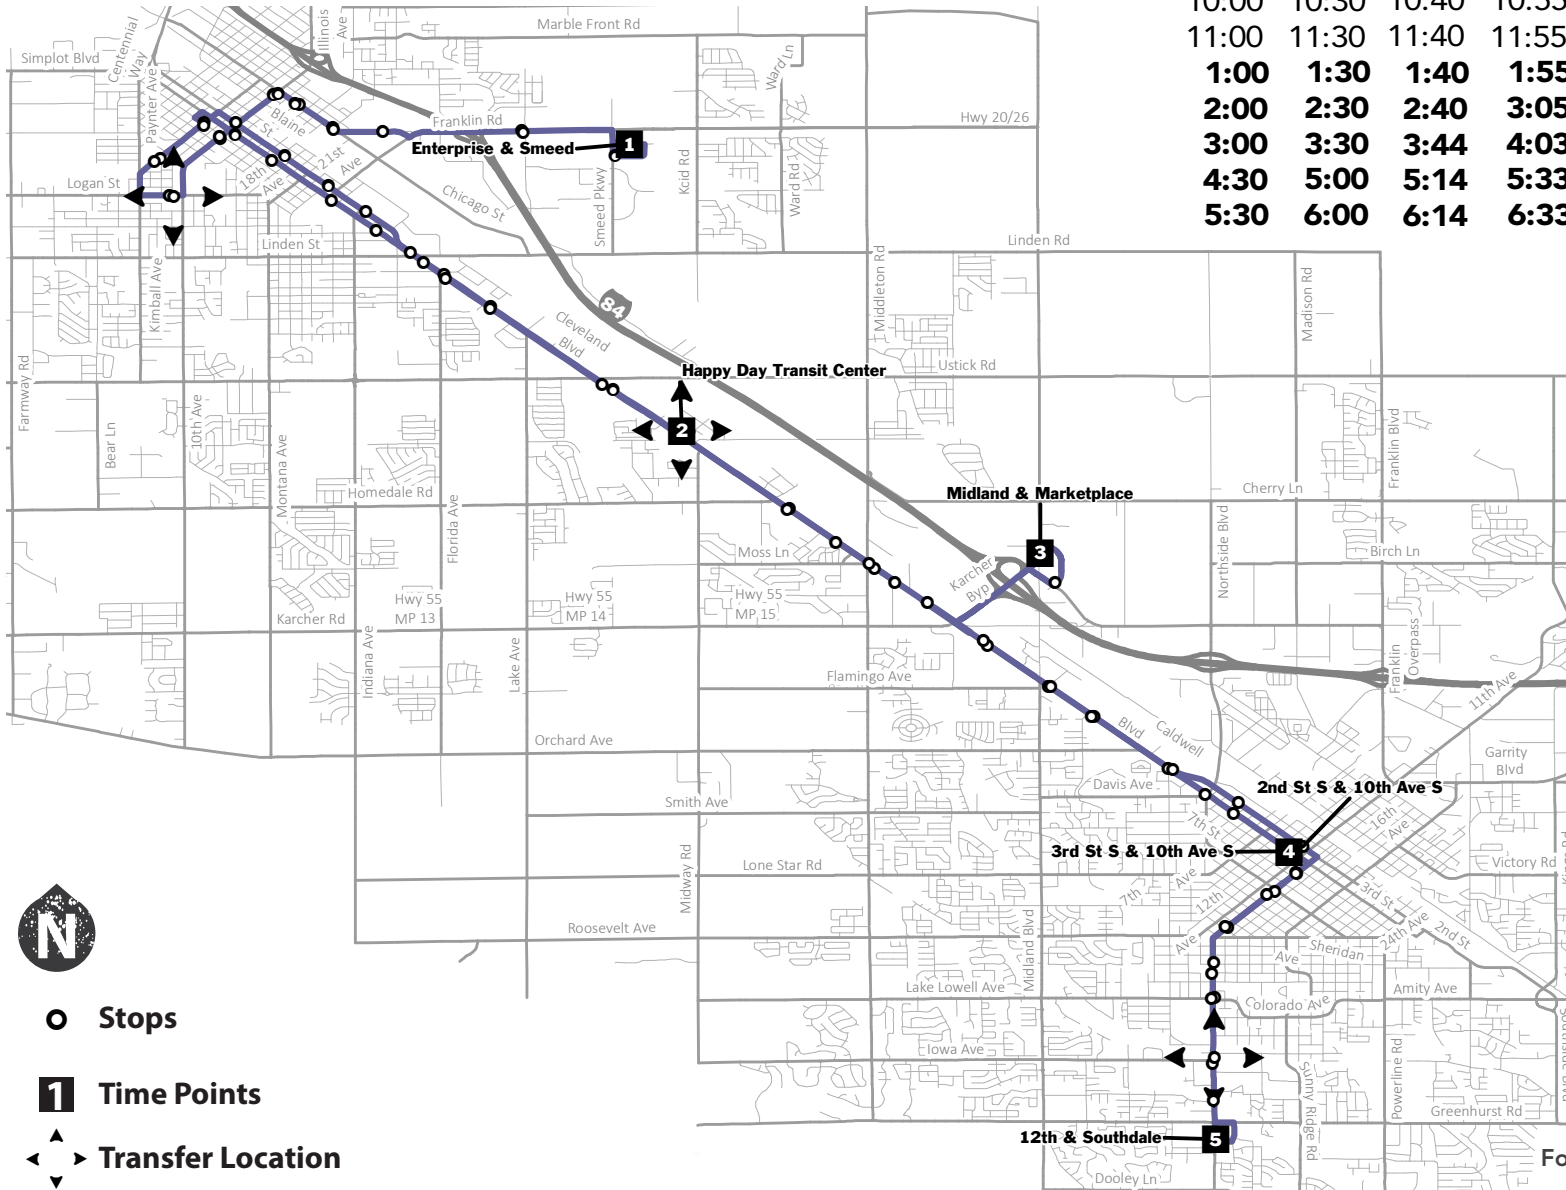 10:00 10:30 10:40 10:55
11:00 11:30 11:40 11:55
1:00 1:30 1:40 1:55
2:00 2:30 2:40 3:05
3:00 3:30 3:44 4:03
4:30 5:00 5:14 5:33
5:30 6:00 6:14 6:33
Marble Front Rd
Illinois Ave
Centennial Way
Simplot Blvd
Ward Ln
Paynter Ave
Blaine St
Franklin Rd
Hwy 20/26
Enterprise & Smeed
1
21st Ave
18th Ave
Logan St
Chicago St
Smeed Pkwy
Kcid Rd
Ward Rd
Linden St
Linden Rd
Kimball Ave
Middleton Rd
Madison Rd
84
Cleveland Blvd
Happy Day Transit Center
Ustick Rd
Farmway Rd
2
10th Ave
Bear Ln
Montana Ave
Franklin Blvd
Homedale Rd
Florida Ave
Midland & Marketplace
Cherry Ln
Northside Blvd
3
Moss Ln
Birch Ln
Karcher Byp
Hwy 55
MP 13
Hwy 55
MP 14
Hwy 55
MP 15
Karcher Rd
Indiana Ave
Lake Ave
Franklin Overpass
Flamingo Ave
11th Ave
Orchard Ave
Caldwell Blvd
Garrity Blvd
Davis Ave
2nd St S & 10th Ave S
Smith Ave
7th St
16th Ave
3rd St S & 10th Ave S
4
Lone Star Rd
Victory Rd
Midway Rd
7th Ave
12th Ave
3rd St
24th Ave
2nd St
Roosevelt Ave
Midland Blvd
Sheridan Ave
Lake Lowell Ave
Amity Ave
Colorado Ave
Iowa Ave
Sunny Ridge Rd
Powerline Rd
Greenhurst Rd
12th & Southdale
5
Dooley Ln
Fo
N
Stops
1 Time Points
Transfer Location